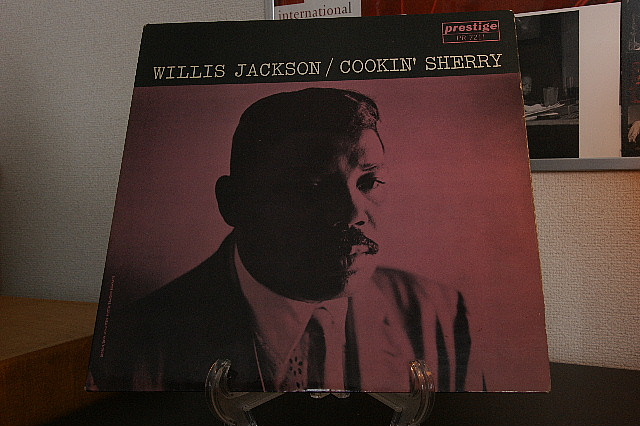 international
prestige
WILLIS JACKSON / COOKIN' SHERRY